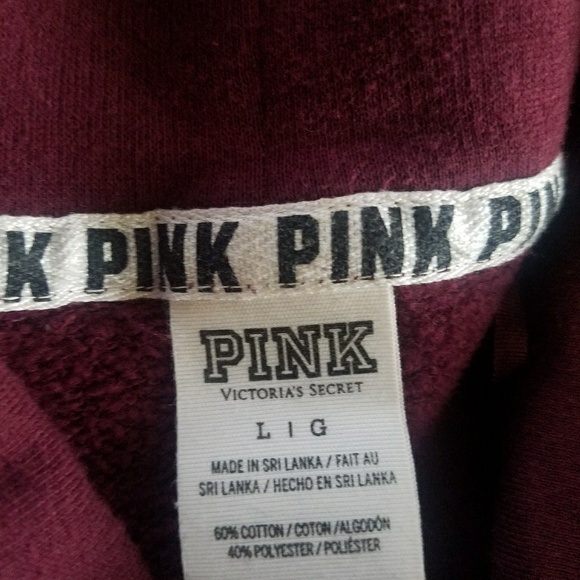 K PINK PINK PIN
PINK
VICTORIA'S SECRET
L | G
MADE IN SRI LANKA / FAIT AU
SRI LANKA / HECHO EN SRI LANKA
60% COTTON / COTON / ALGODÓN
40% POLYESTER / POLIÉSTER